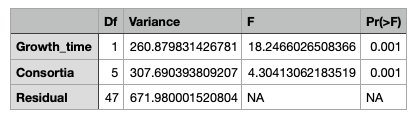 Df Variance F Pr(>F)
Growth_time 1 260.879831426781 18.2466026508366 0.001
Consortia 5 307.690393809207 4.30413062183519 0.001
Residual 47 671.980001520804 NA NA